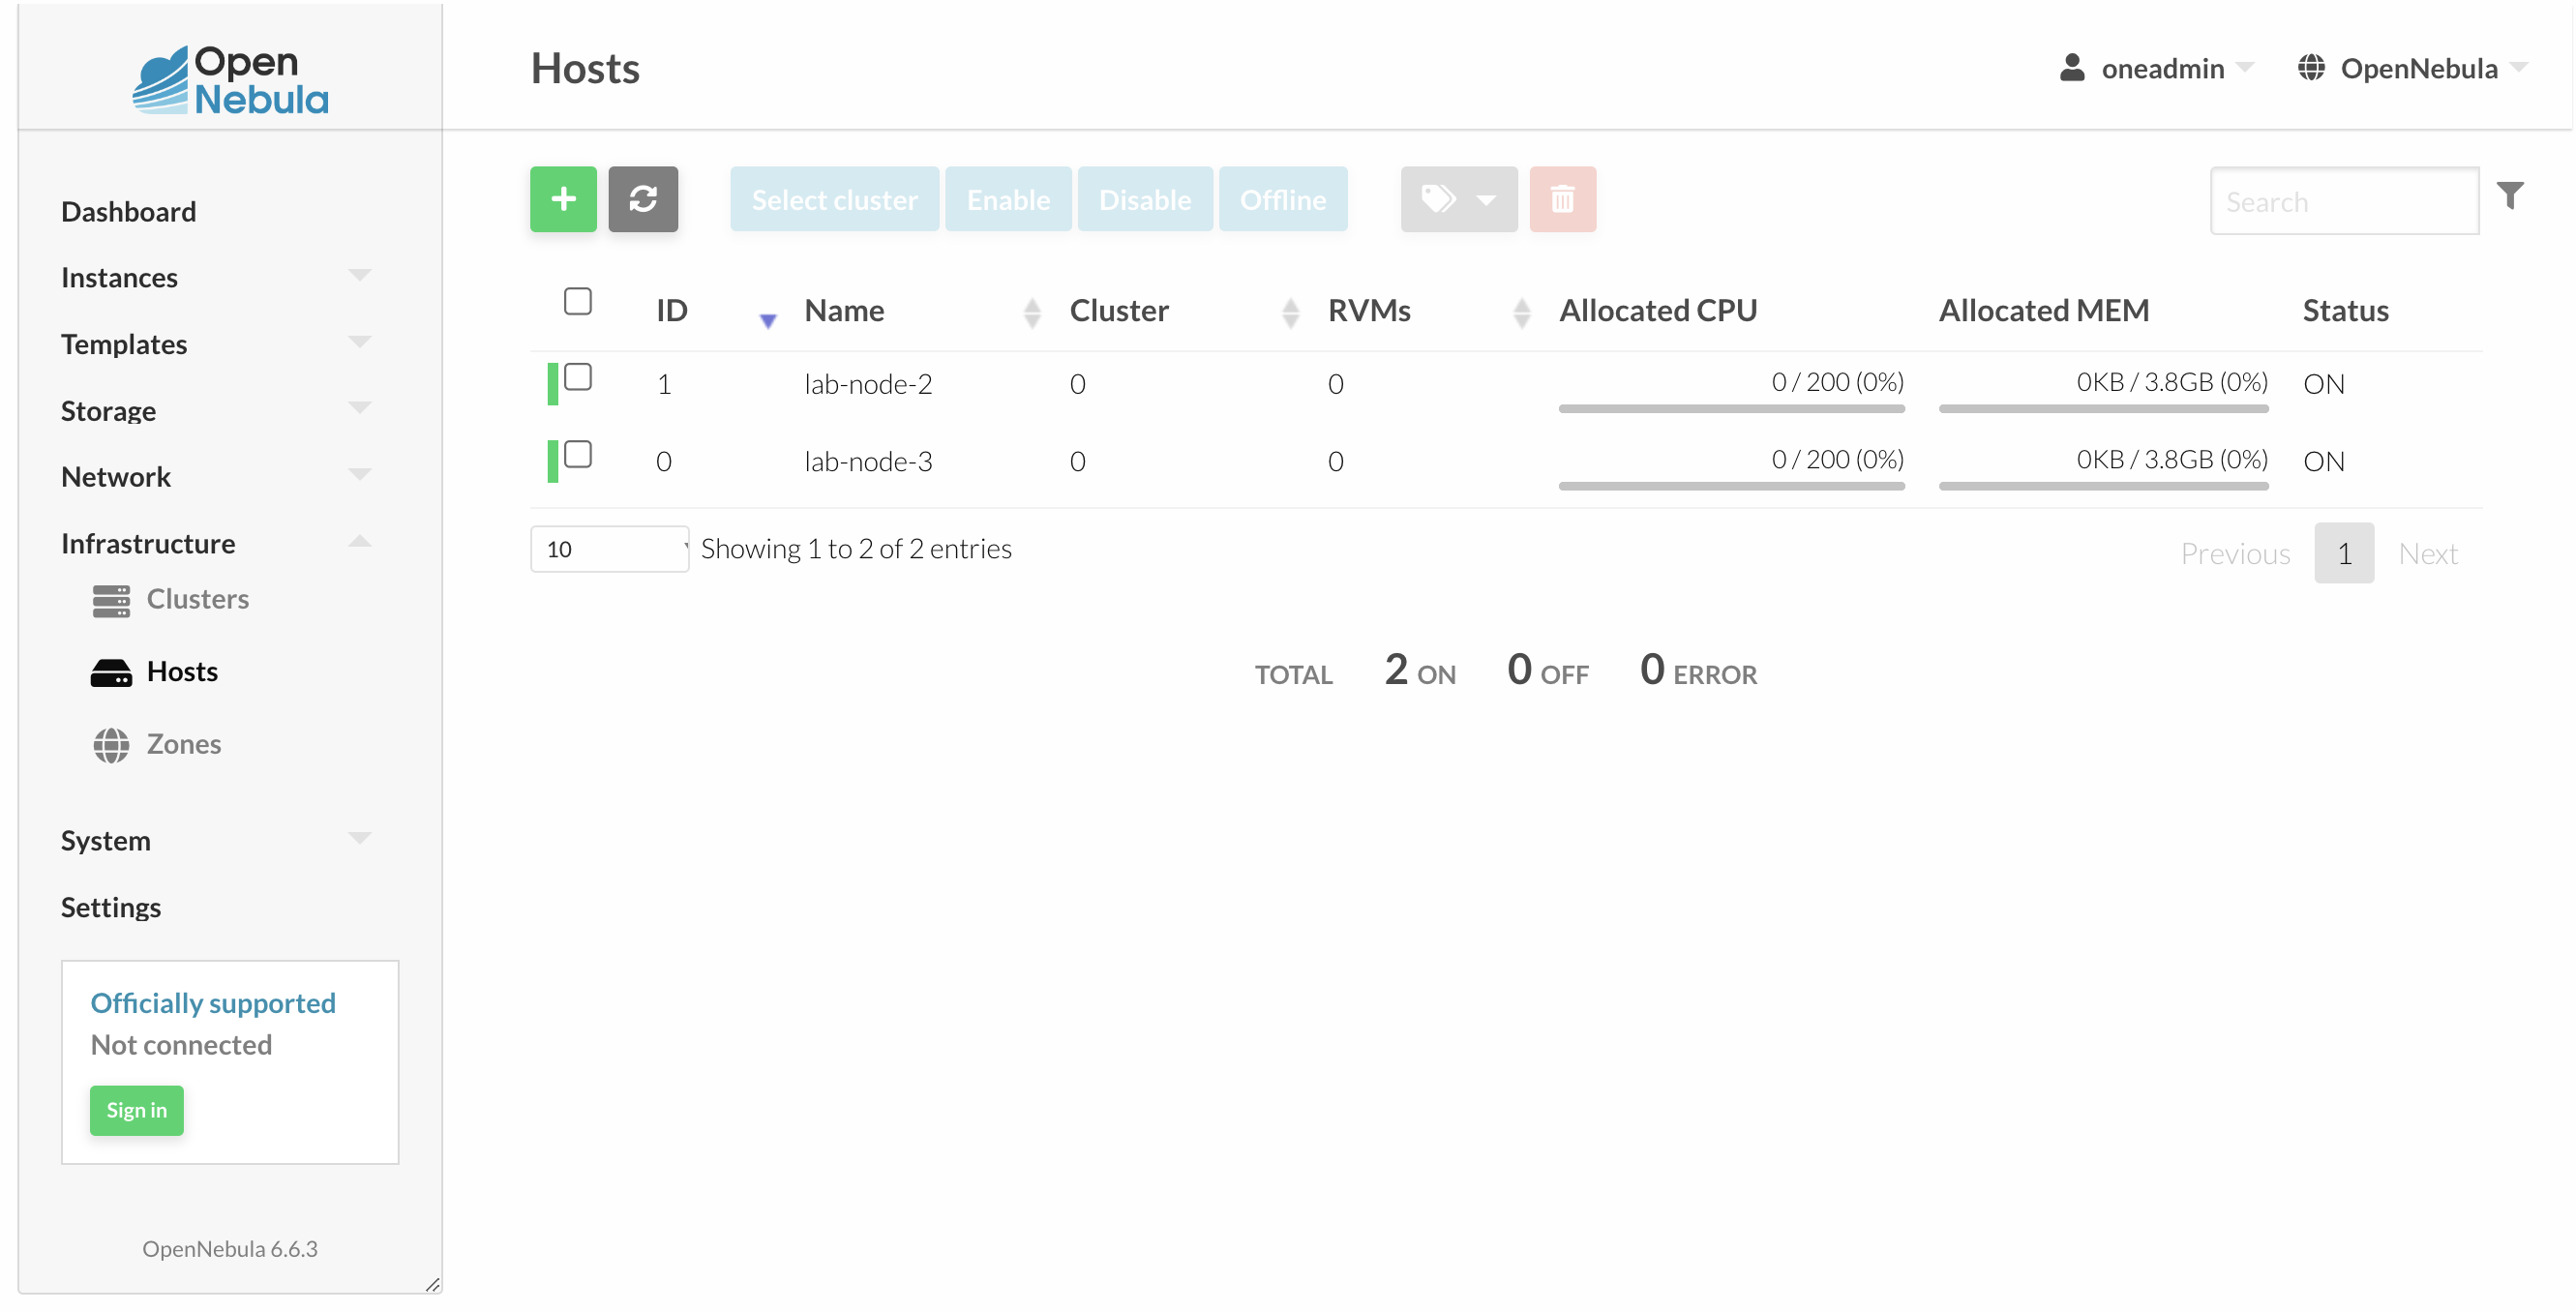 Open
Nebula
Hosts
oneadmin
OpenNebula
Dashboard
Instances
Templates
Storage
Network
Infrastructure
Clusters
Hosts
Zones
System
Settings
Officially supported
Not connected
Sign in
OpenNebula 6.6.3
Select cluster Enable Disable Offline
Search
ID Name Cluster RVMs Allocated CPU Allocated MEM Status
1 lab-node-2 0 0 0 / 200 (0%) 0KB / 3.8GB (0%) ON
0 lab-node-3 0 0 0 / 200 (0%) 0KB / 3.8GB (0%) ON
10 Showing 1 to 2 of 2 entries
Previous 1 Next
TOTAL 2 ON 0 OFF 0 ERROR